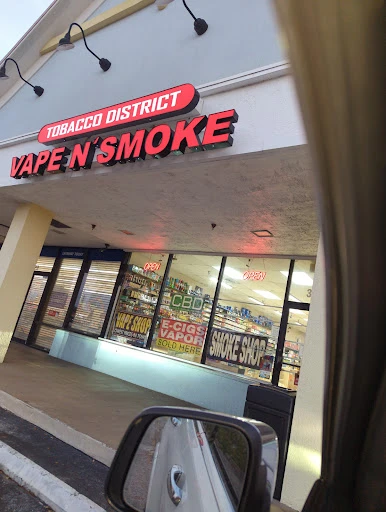 TOBACCO DISTRICT
VAPE N' SMOKE
OPEN
OPEN
CBD
VAPE SHOP
E-CIGS
VAPOR
SOLD HERE
SMOKE SHOP